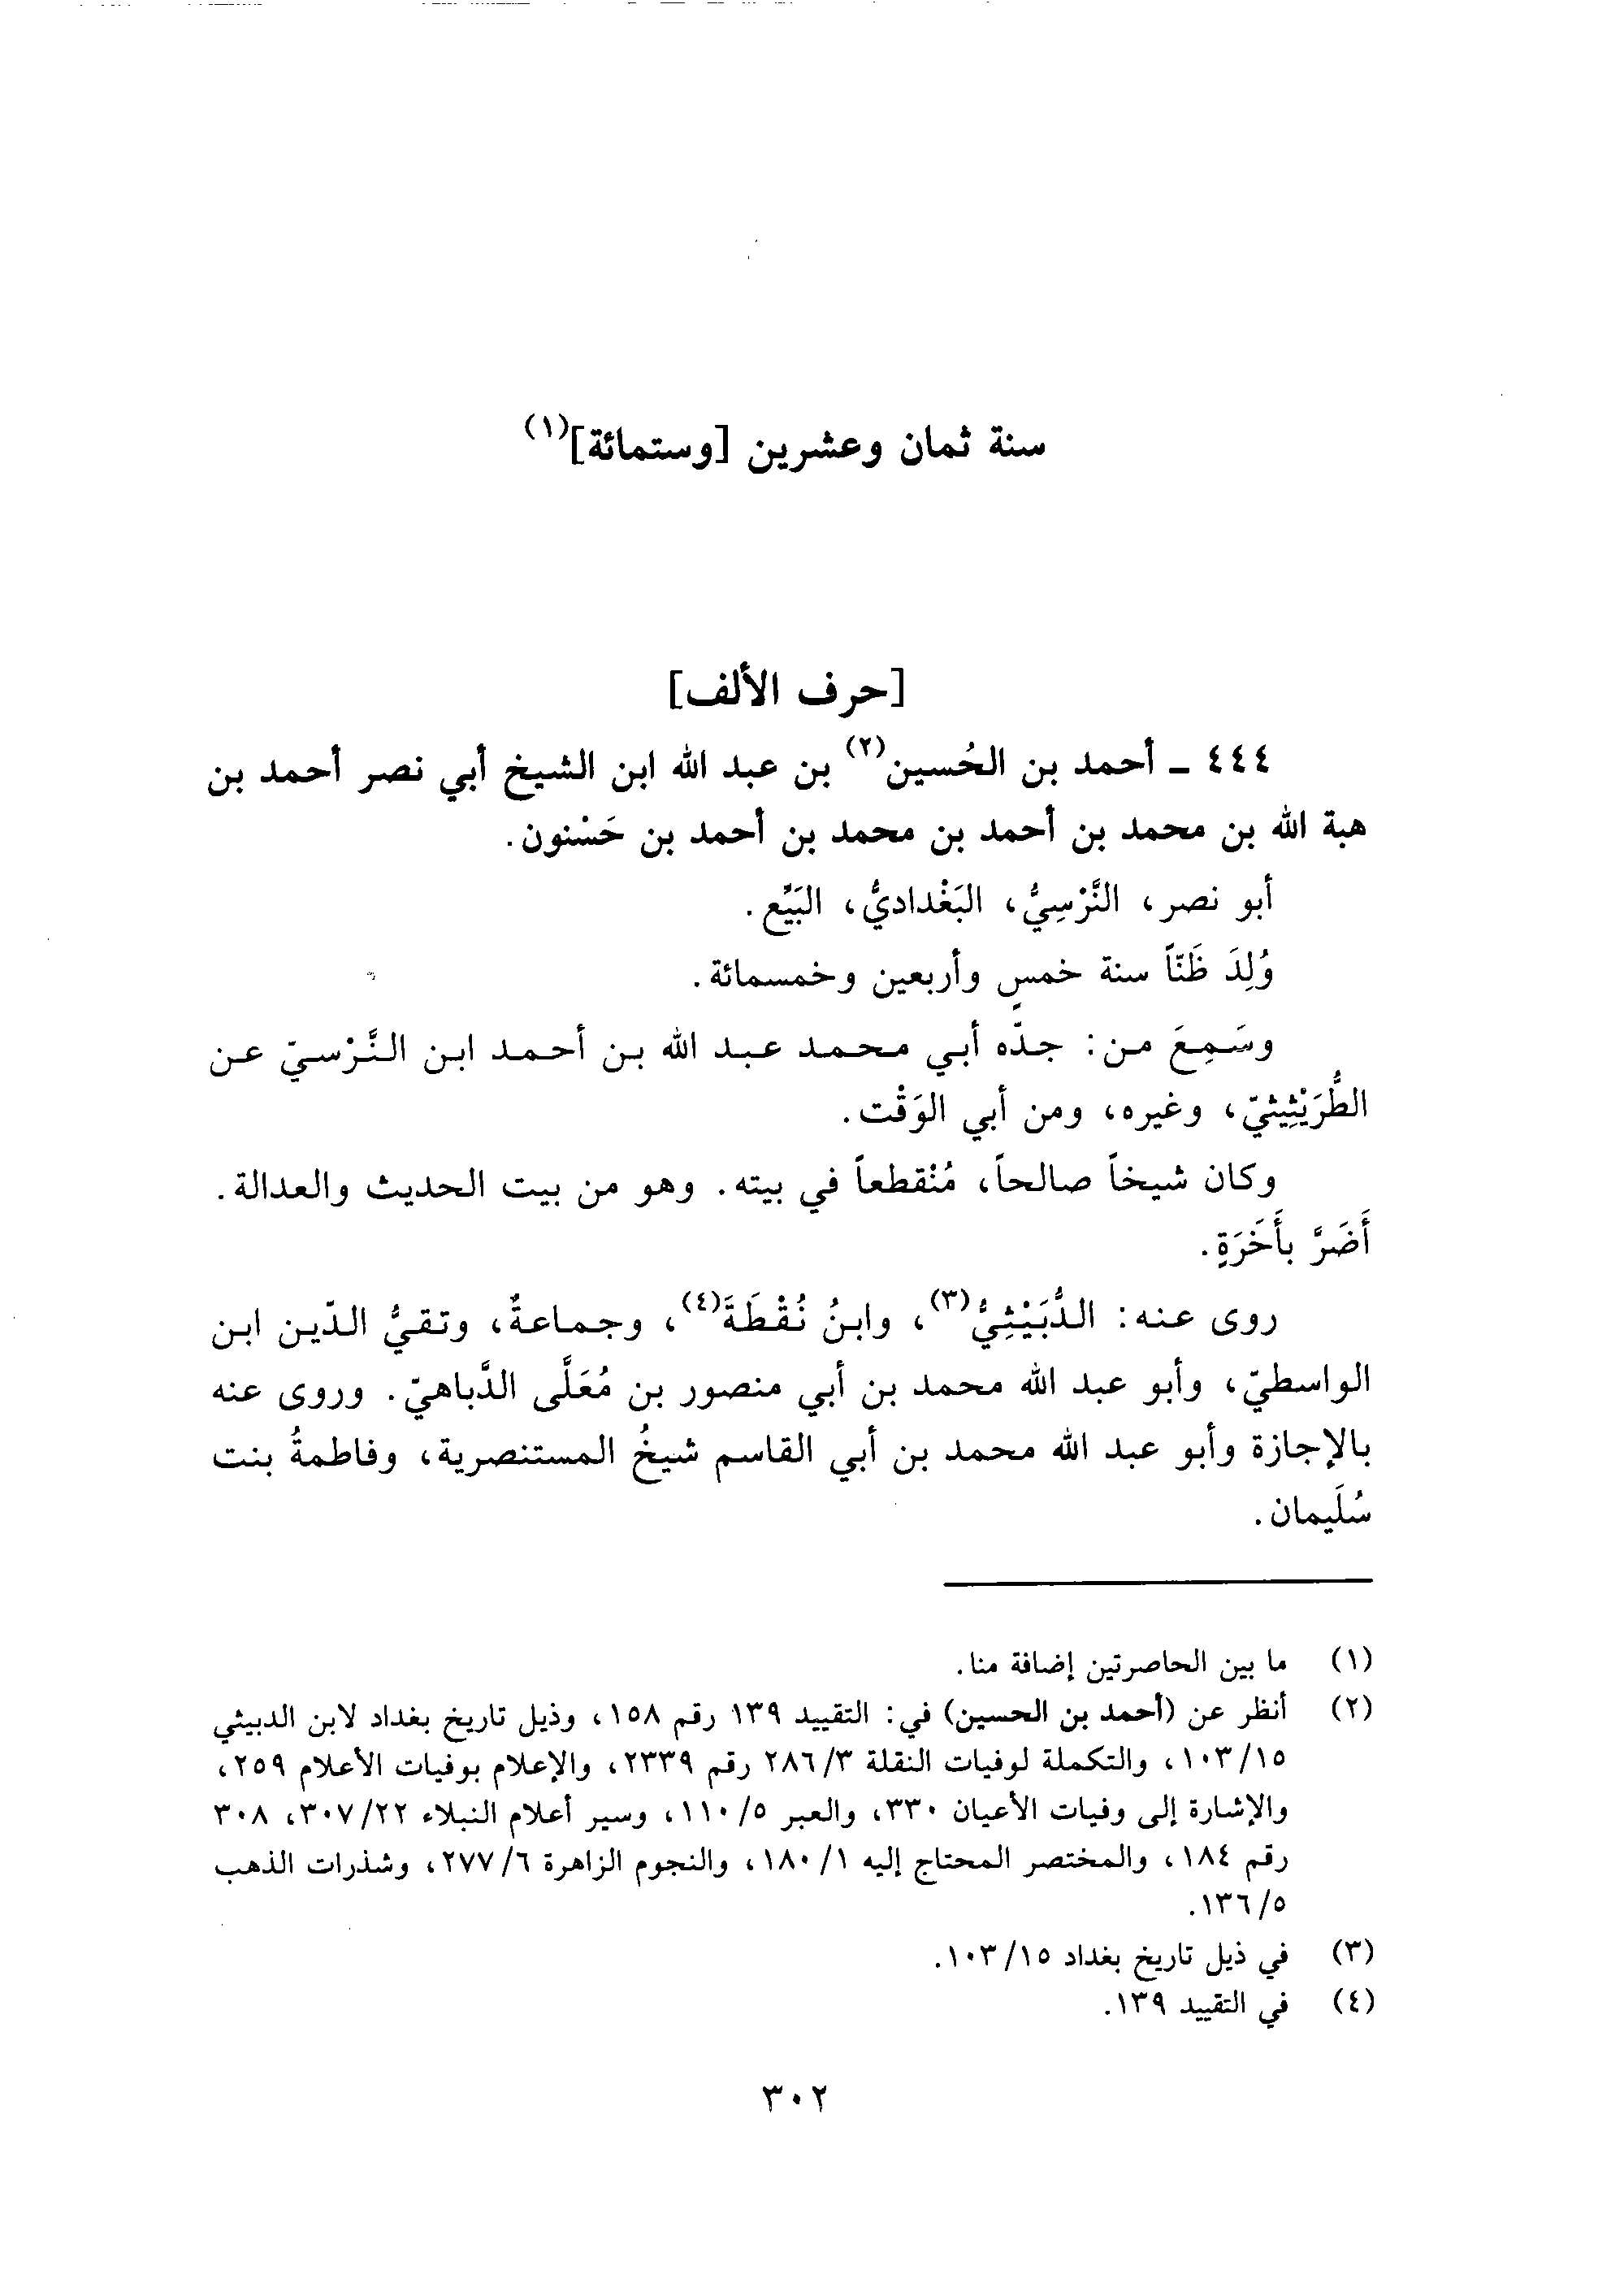 سنة ثمان وعشرين [وستمائة](١)
[حرف الألف]
٤٤٤ ـ أحمد بن الحُسين(٢) بن عبد الله ابن الشيخ أبي نصر أحمد بن
هبة الله بن محمد بن أحمد بن محمد بن أحمد بن حَسْنون.
أبو نصر، النَّرْسِيُّ، البَغْداديُّ، البَيِّع.
وُلِدَ ظَنّاً سنة خمسٍ وأربعين وخمسمائة.
وسَمِعَ من: جدّه أبي محمد عبد الله بن أحمد ابن النَّرْسيّ عن
الطُّرَيْثِيثيّ، وغيره، ومن أبي الوَقْت.
وكان شيخاً صالحاً، مُنْقطعاً في بيته. وهو من بيت الحديث والعدالة.
أَضَرَّ بأَخَرَةٍ.
روى عنه: الدُّبَيْثِيُّ(٣)، وابنُ نُقْطَةَ(٤)، وجماعةٌ، وتقيُّ الدّين ابن
الواسطيّ، وأبو عبد الله محمد بن أبي منصور بن مُعَلَّى الدَّباهيّ. وروى عنه
بالإجازة وأبو عبد الله محمد بن أبي القاسم شيخُ المستنصرية، وفاطمةُ بنت
سُلَيمان.
(١) ما بين الحاصرتين إضافة منا.
(٢) أنظر عن (أحمد بن الحسين) في: التقييد ١٣٩ رقم ١٥٨، وذيل تاريخ بغداد لابن الدبيثي
١٠٣/١٥، والتكملة لوفيات النقلة ٢٨٦/٣ رقم ٢٣٣٩، والإعلام بوفيات الأعلام ٢٥٩،
والإشارة إلى وفيات الأعيان ٣٣٠، والعبر ١١٠/٥، وسير أعلام النبلاء ٣٠٧/٢٢، ٣٠٨
رقم ١٨٤، والمختصر المحتاج إليه ١٨٠/١، والنجوم الزاهرة ٢٧٧/٦، وشذرات الذهب
١٣٦/٥.
(٣) في ذيل تاريخ بغداد ١٠٣/١٥.
(٤) في التقييد ١٣٩.
٣٠٢